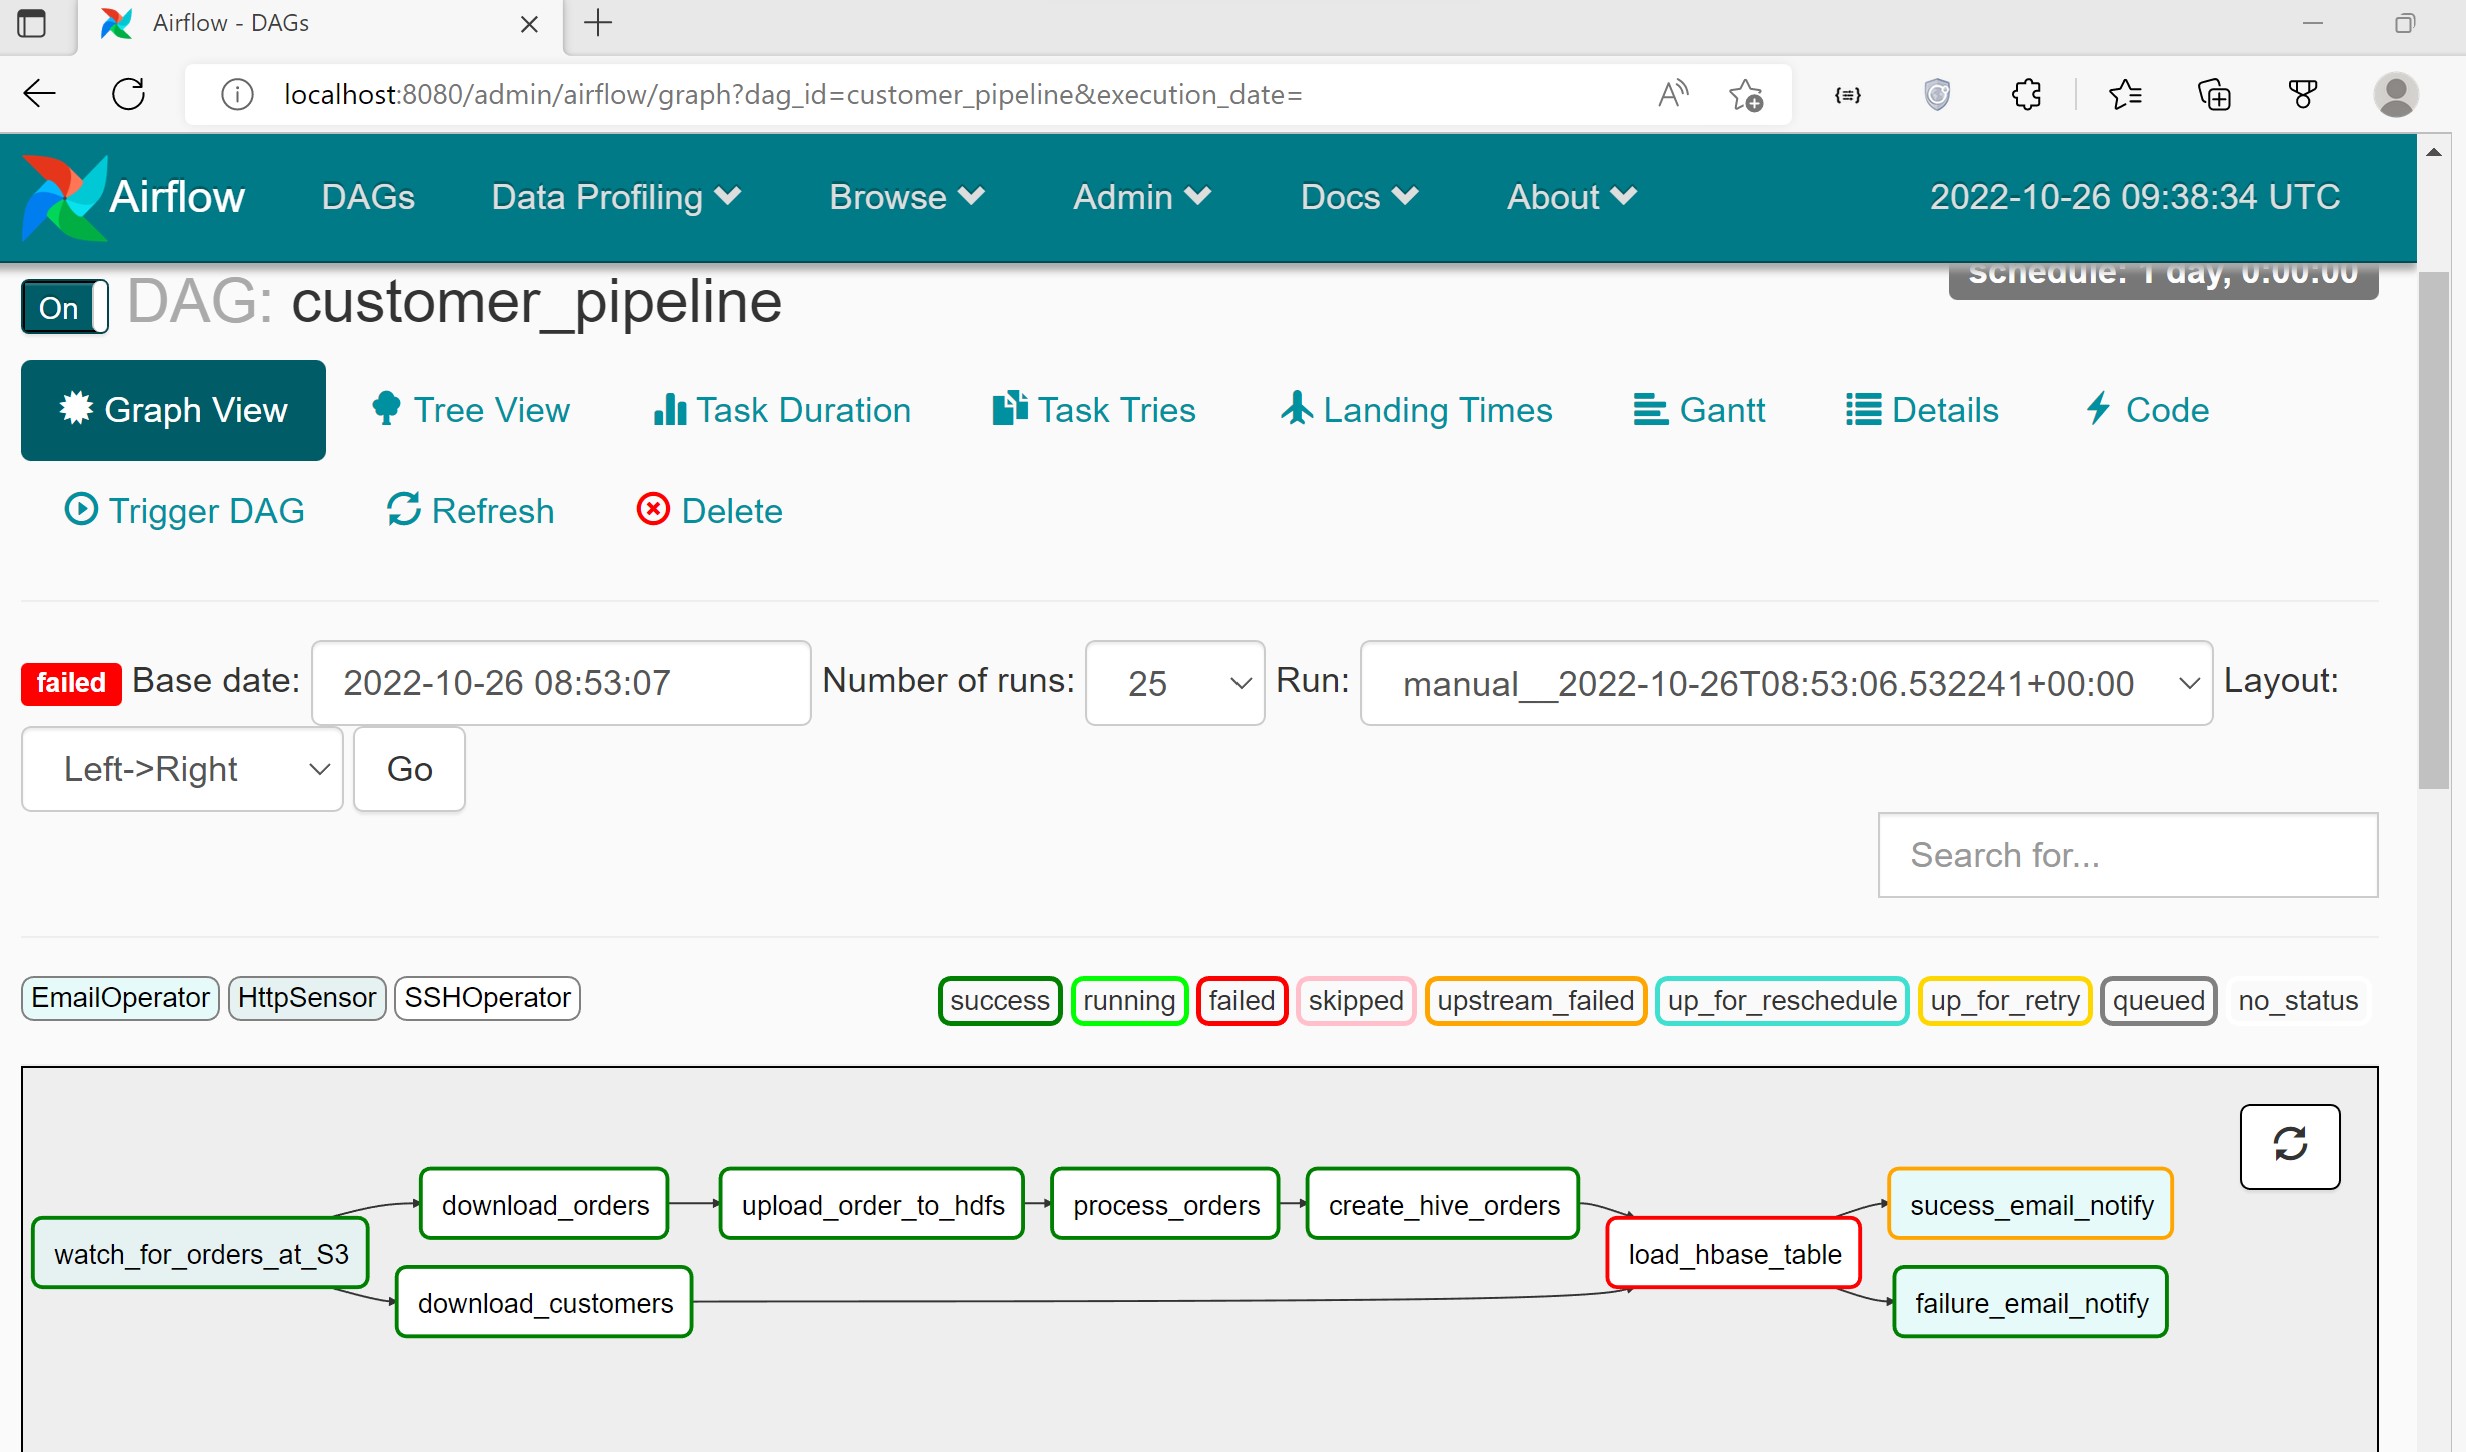 Airflow - DAGs
localhost:8080/admin/airflow/graph?dag_id=customer_pipeline&execution_date=
Airflow DAGs Data Profiling Browse Admin Docs About 2022-10-26 09:38:34 UTC
schedule: 1 day, 0:00:00
On DAG: customer_pipeline
Graph View Tree View Task Duration Task Tries Landing Times Gantt Details Code
Trigger DAG Refresh Delete
failed Base date: 2022-10-26 08:53:07 Number of runs: 25 Run: manual__2022-10-26T08:53:06.532241+00:00 Layout:
Left->Right Go
Search for...
EmailOperator HttpSensor SSHOperator success running failed skipped upstream_failed up_for_reschedule up_for_retry queued no_status
download_orders upload_order_to_hdfs process_orders create_hive_orders sucess_email_notify
watch_for_orders_at_S3 load_hbase_table
download_customers failure_email_notify